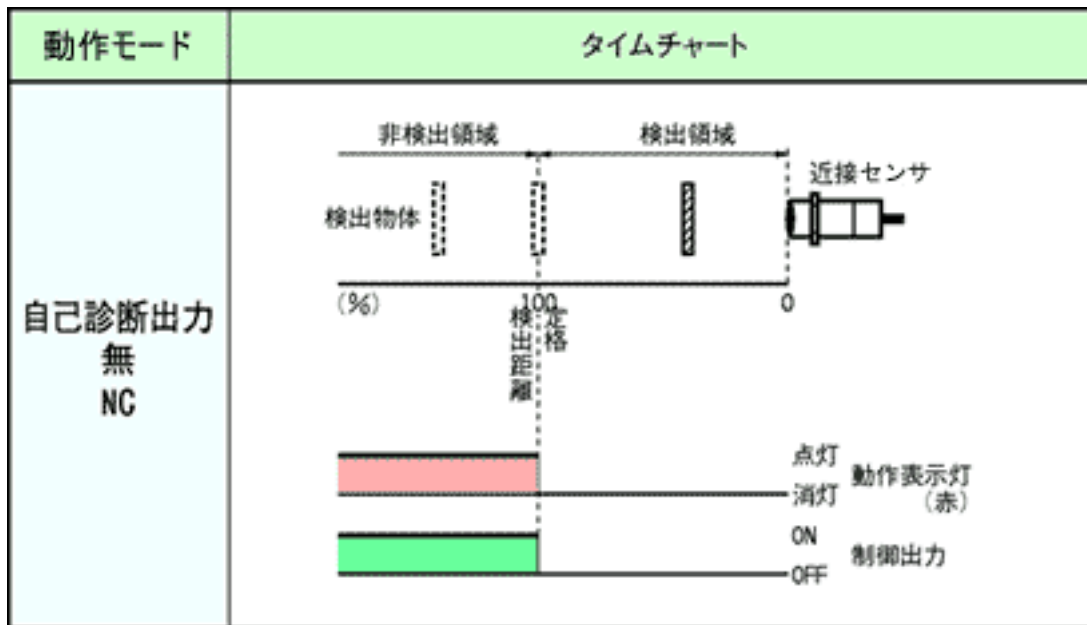 動作モード
タイムチャート
自己診断出力
無
NC
非検出領域
検出領域
近接センサ
検出物体
(%)
100
0
定格
検出距離
点灯
消灯
動作表示灯
(赤)
ON
OFF
制御出力